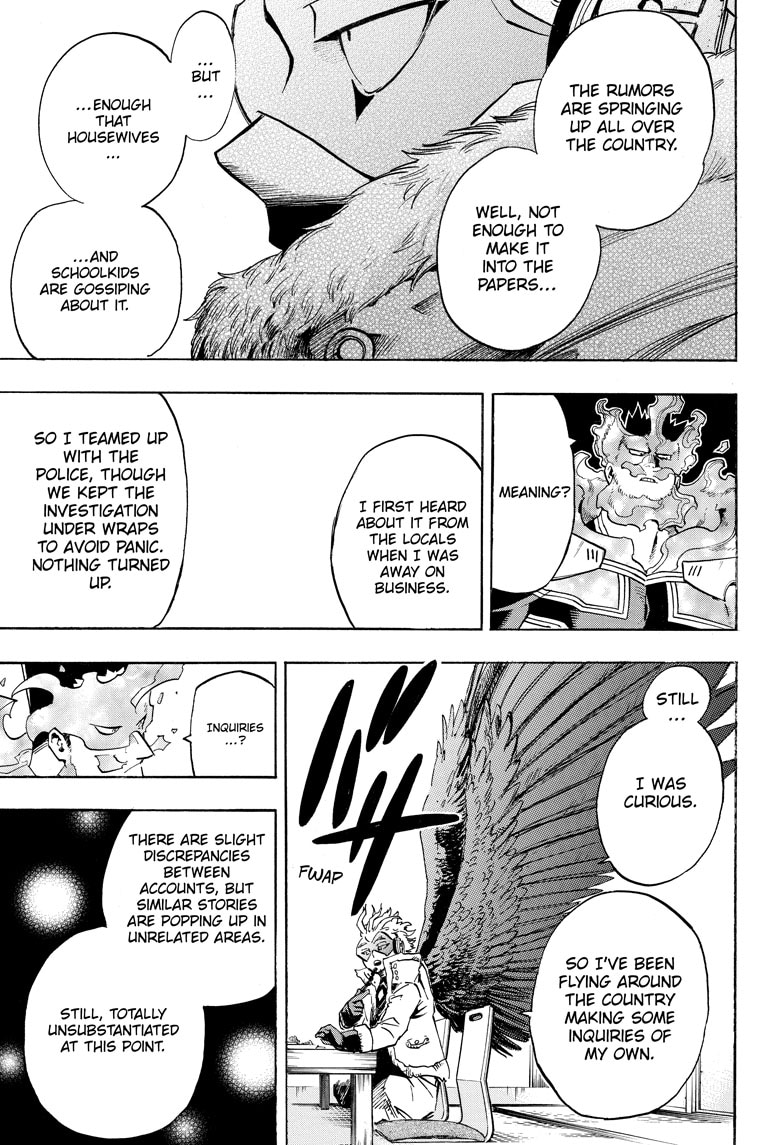 THE RUMORS
ARE SPRINGING
UP ALL OVER
THE COUNTRY.
WELL, NOT
ENOUGH TO
MAKE IT
INTO THE
PAPERS...
...
BUT
...
...ENOUGH
THAT
HOUSEWIVES
...
...AND
SCHOOLKIDS
ARE GOSSIPING
ABOUT IT.
MEANING?
I FIRST HEARD
ABOUT IT FROM
THE LOCALS
WHEN I WAS
AWAY ON
BUSINESS.
SO I TEAMED UP
WITH THE
POLICE, THOUGH
WE KEPT THE
INVESTIGATION
UNDER WRAPS
TO AVOID PANIC.
NOTHING TURNED
UP.
STILL
...
I WAS
CURIOUS.
バサ
FWAP
SO I'VE BEEN
FLYING AROUND
THE COUNTRY
MAKING SOME
INQUIRIES OF
MY OWN.
INQUIRIES
...?
THERE ARE SLIGHT
DISCREPANCIES
BETWEEN
ACCOUNTS, BUT
SIMILAR STORIES
ARE POPPING UP IN
UNRELATED AREAS.
STILL, TOTALLY
UNSUBSTANTIATED
AT THIS POINT.